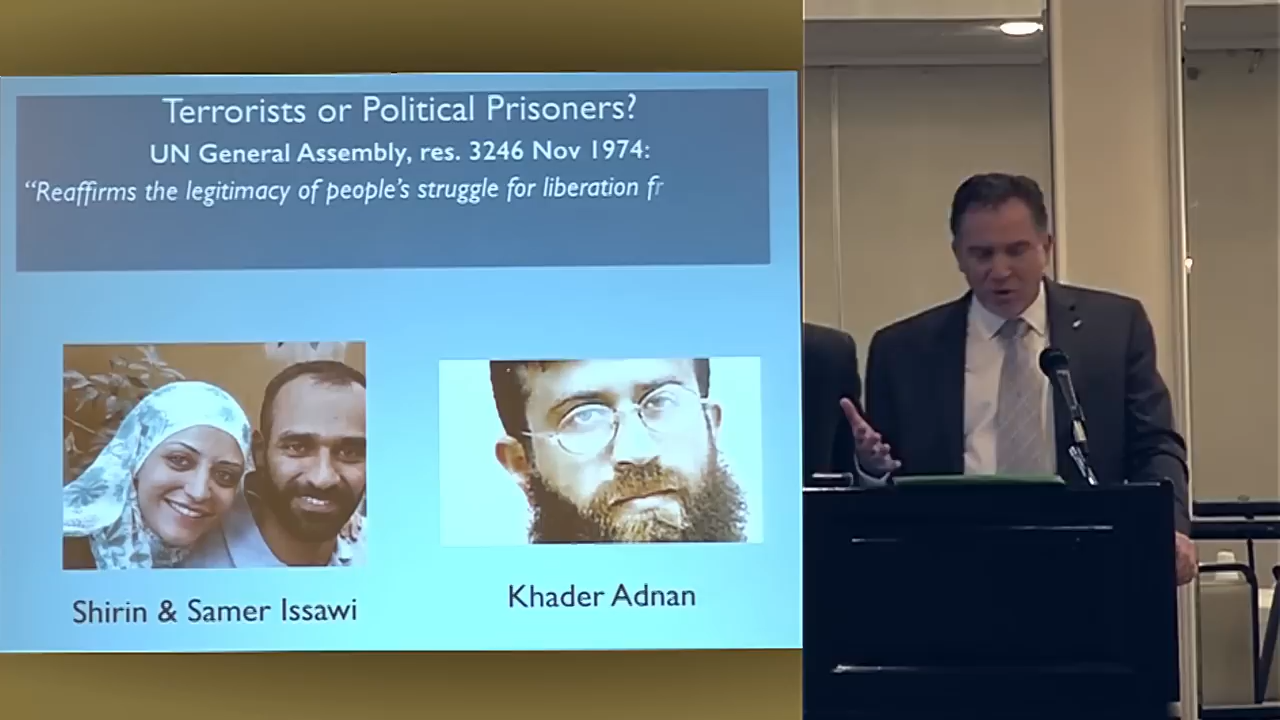 Terrorists or Political Prisoners?
UN General Assembly, res. 3246 Nov 1974:
“Reaffirms the legitimacy of people’s struggle for liberation fr
Shirin & Samer Issawi
Khader Adnan